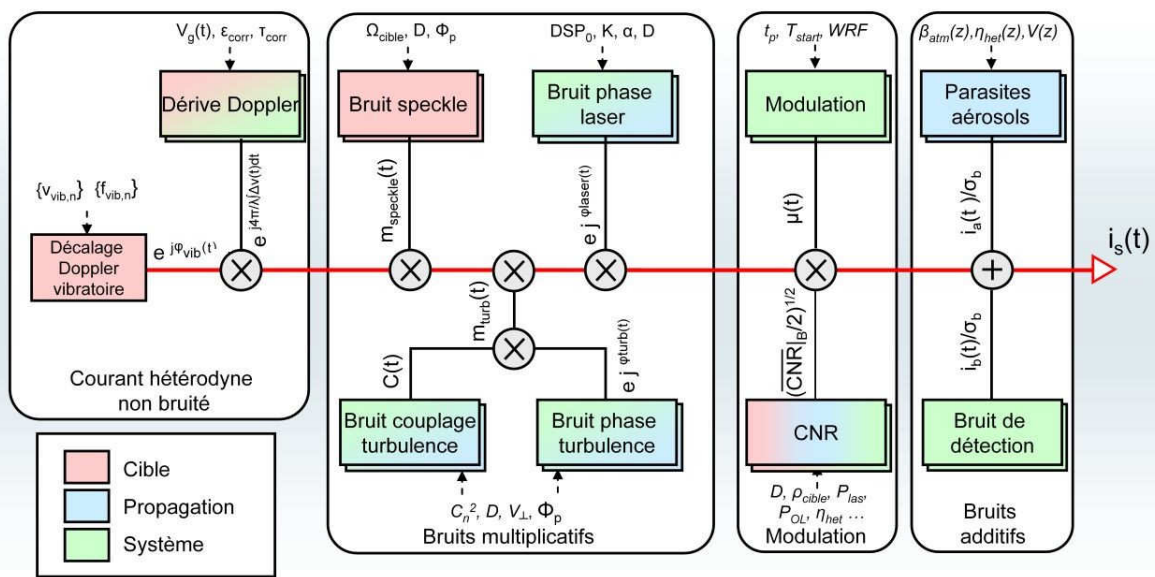 V_g(t), ε_corr, τ_corr
Dérive Doppler
e^{j4π/λ∫Δv(t)dt}
{v_vib,n} {f_vib,n}
Décalage
Doppler
vibratoire
e^{jφ_vib(t)}
Courant hétérodyne
non bruité
Ω_cible, D, Φ_p
Bruit speckle
m_speckle(t)
DSP_0, K, α, D
Bruit phase
laser
e j^{φlaser(t)}
m_turb(t)
C(t)
e j^{φturb(t)}
Bruit couplage
turbulence
Bruit phase
turbulence
C_n², D, V_⊥, Φ_p
Bruits multiplicatifs
t_p, T_start, WRF
Modulation
μ(t)
(CNR|_B/2)^{1/2}
CNR
D, ρ_cible, P_las,
P_OL, η_het ...
Modulation
β_atm(z), η_het(z), V(z)
Parasites
aérosols
i_a(t)/σ_b
+
i_s(t)
i_b(t)/σ_b
Bruit de
détection
Bruits
additifs
Cible
Propagation
Système